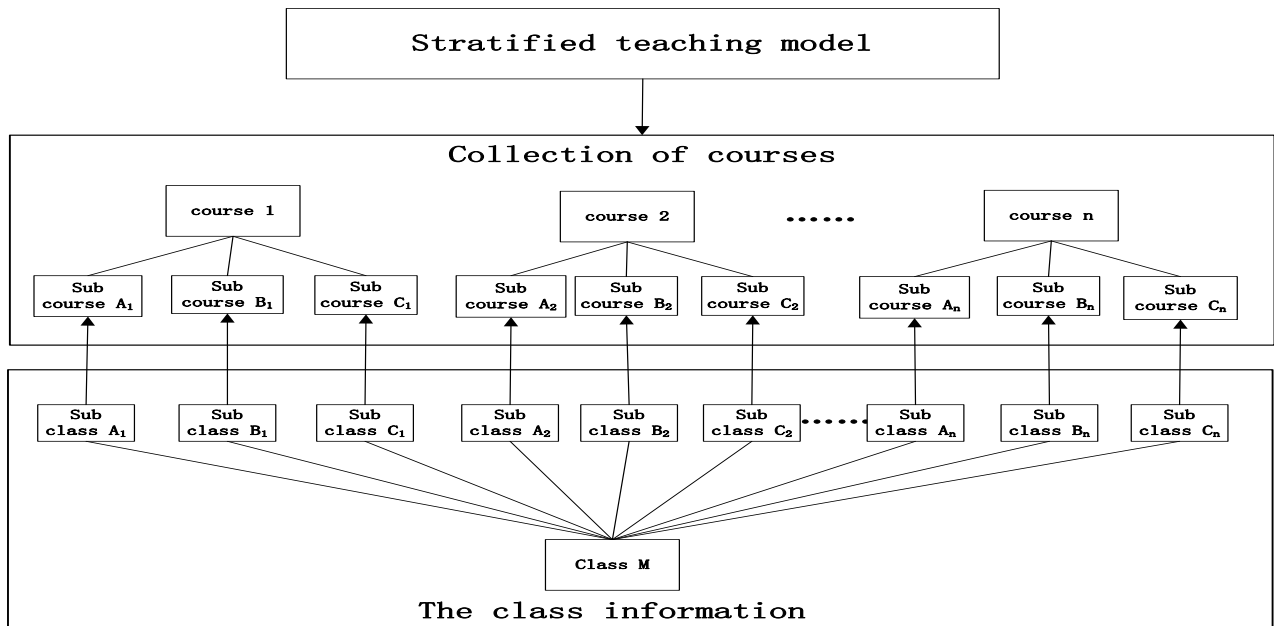 Stratified teaching model
Collection of courses
course 1
course 2
......
course n
Sub
course A₁
Sub
course B₁
Sub
course C₁
Sub
course A₂
Sub
course B₂
Sub
course C₂
Sub
course Aₙ
Sub
course Bₙ
Sub
course Cₙ
Sub
class A₁
Sub
class B₁
Sub
class C₁
Sub
class A₂
Sub
class B₂
Sub
class C₂
......
Sub
class Aₙ
Sub
class Bₙ
Sub
class Cₙ
Class M
The class information